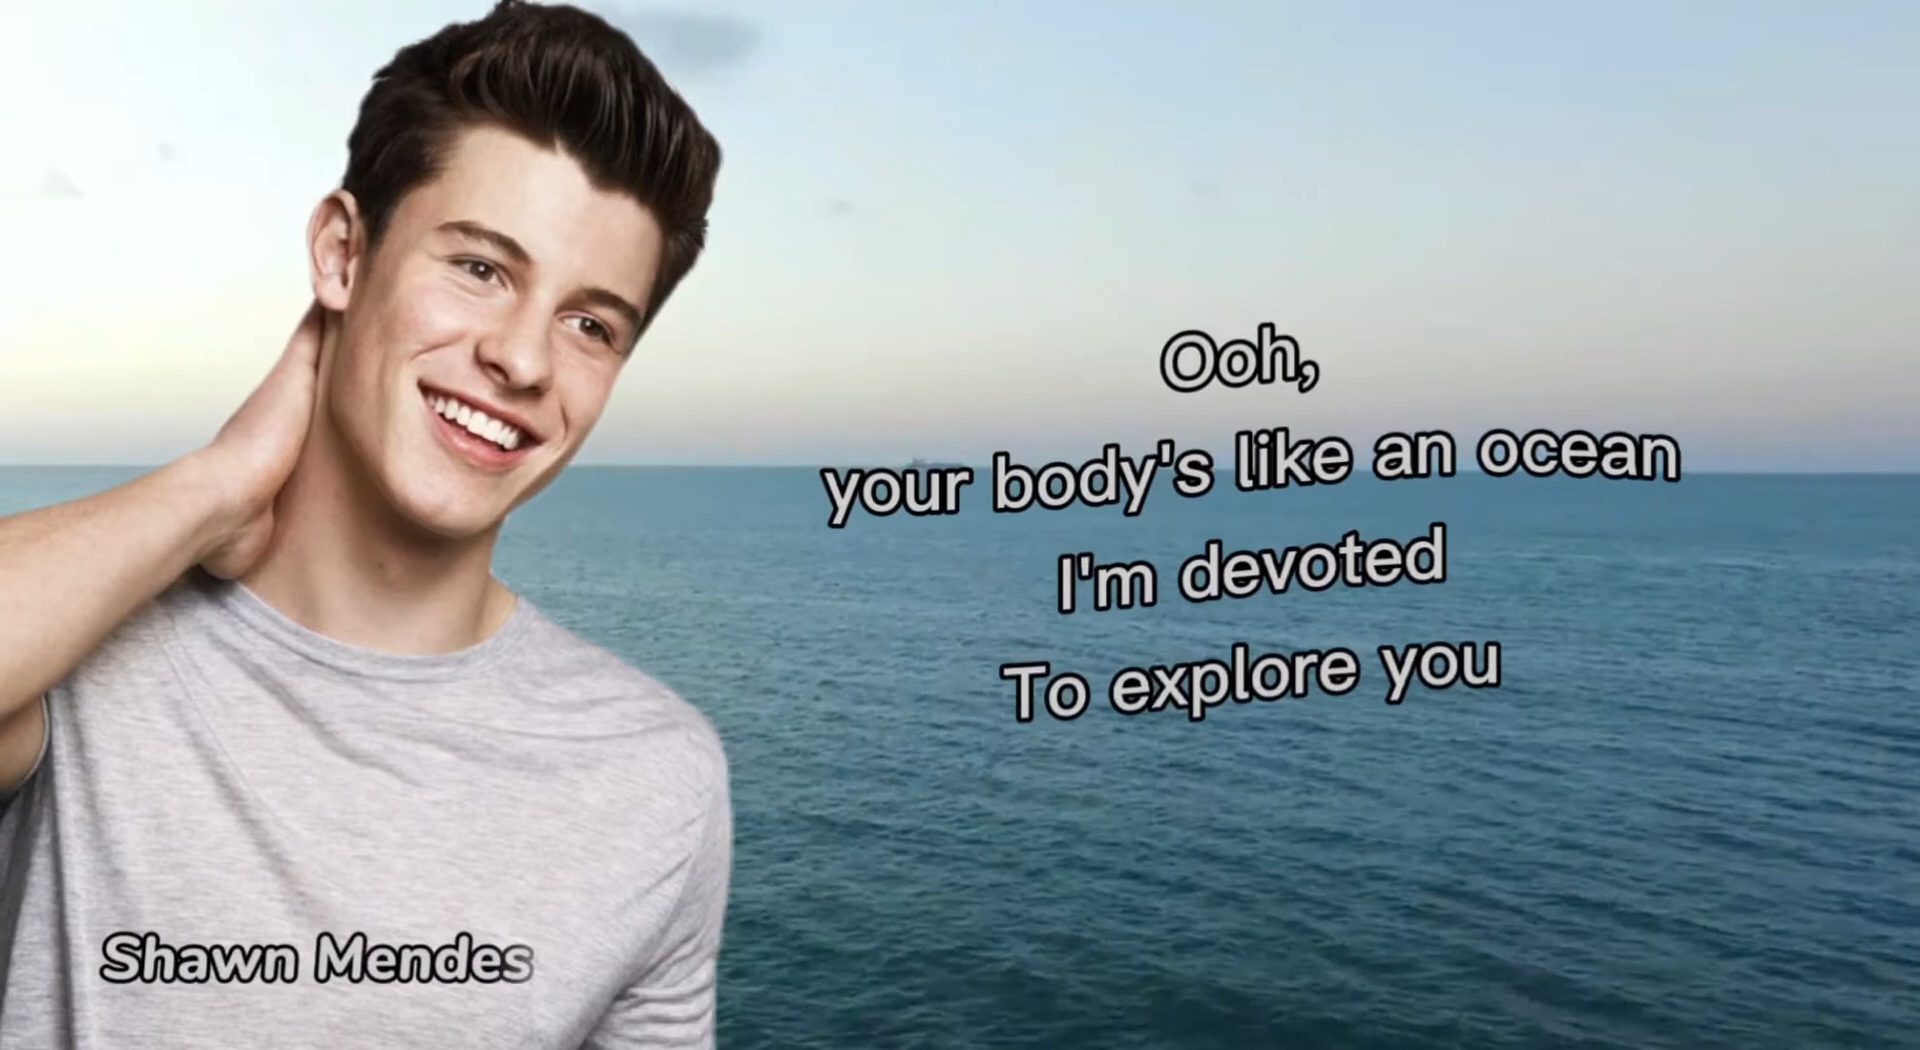 Ooh,
your body's like an ocean
I'm devoted
To explore you
Shawn Mendes